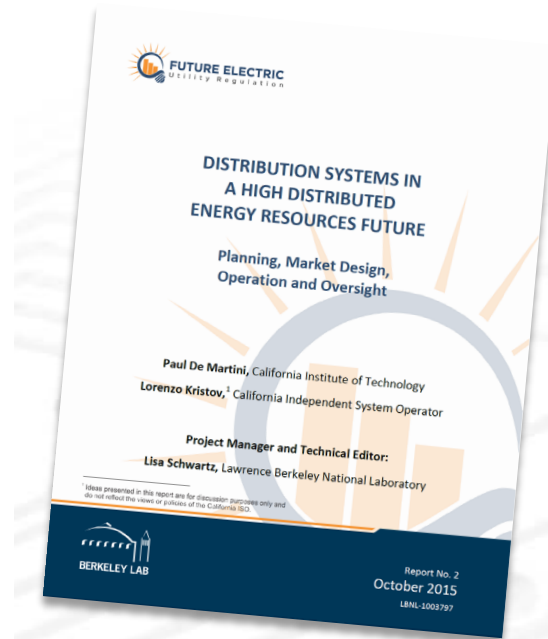 FUTURE ELECTRIC
Utility Regulation
DISTRIBUTION SYSTEMS IN
A HIGH DISTRIBUTED
ENERGY RESOURCES FUTURE
Planning, Market Design,
Operation and Oversight
Paul De Martini, California Institute of Technology
Lorenzo Kristov,¹ California Independent System Operator
Project Manager and Technical Editor:
Lisa Schwartz, Lawrence Berkeley National Laboratory
¹ Ideas presented in this report are for discussion purposes only and
do not reflect the views or policies of the California ISO.
BERKELEY LAB
Report No. 2
October 2015
LBNL-1003797